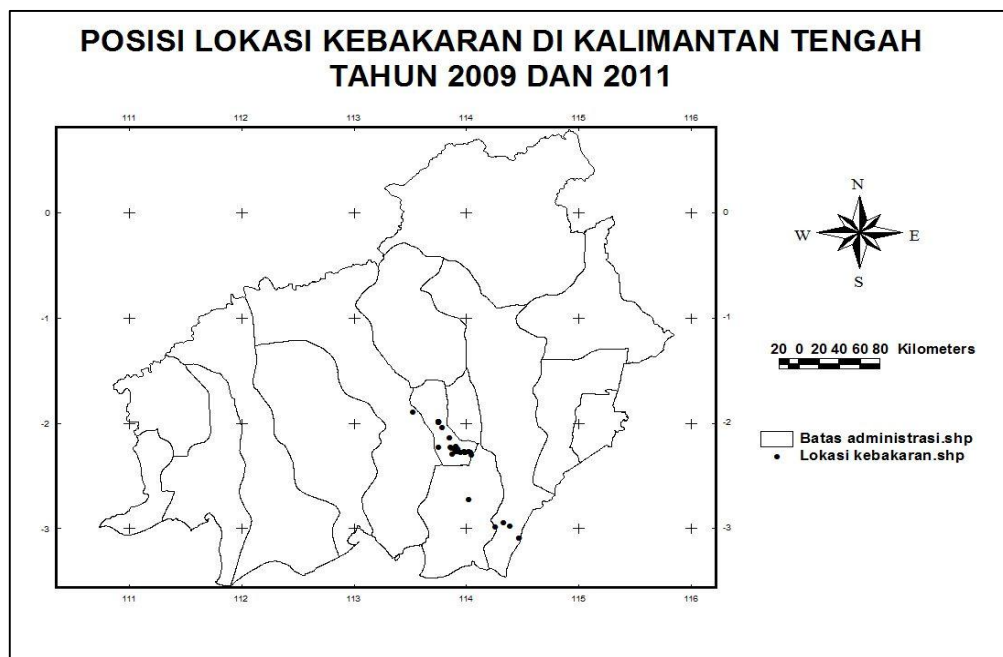 POSISI LOKASI KEBAKARAN DI KALIMANTAN TENGAH
TAHUN 2009 DAN 2011
111 112 113 114 115 116
0 0
-1 -1
-2 -2
-3 -3
111 112 113 114 115 116
N
W E
S
20 0 20 40 60 80 Kilometers
Batas administrasi.shp
Lokasi kebakaran.shp